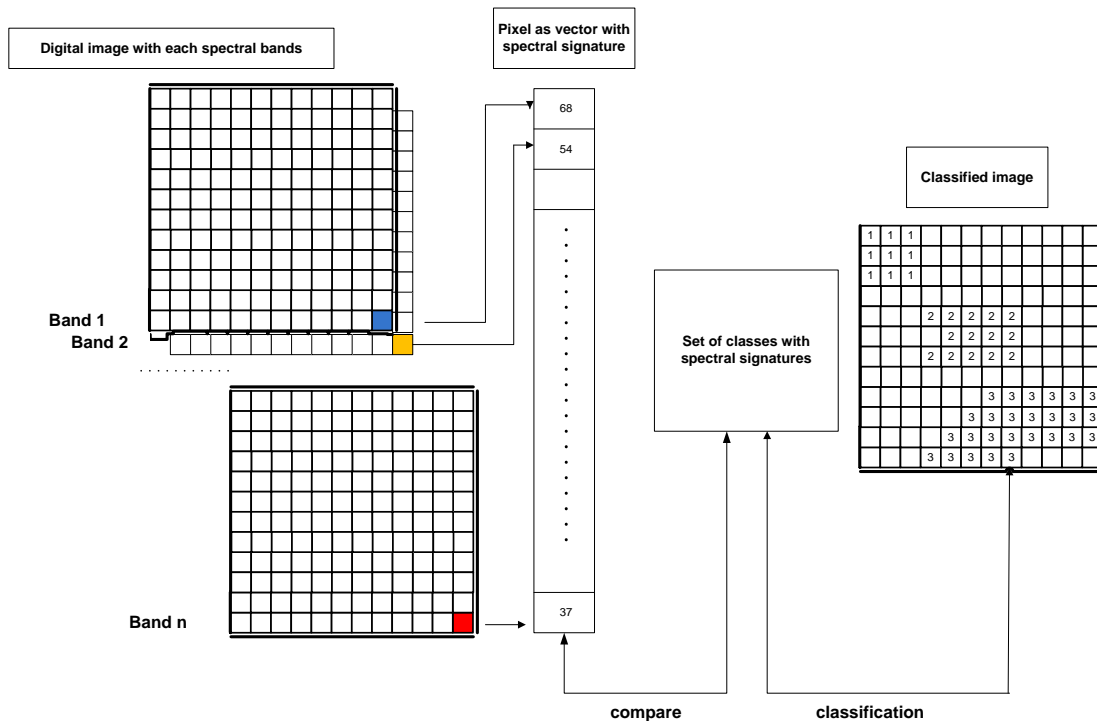 Digital image with each spectral bands
Pixel as vector with
spectral signature
68
54
Classified image
1 1 1
1 1 1
1 1 1
2 2 2 2 2
2 2 2 2
2 2 2 2 2
3 3 3 3 3 3
3 3 3 3 3 3 3
3 3 3 3 3 3 3 3
3 3 3 3 3
Band 1
Band 2
. . . . . . . . . . .
Set of classes with
spectral signatures
37
Band n
compare
classification